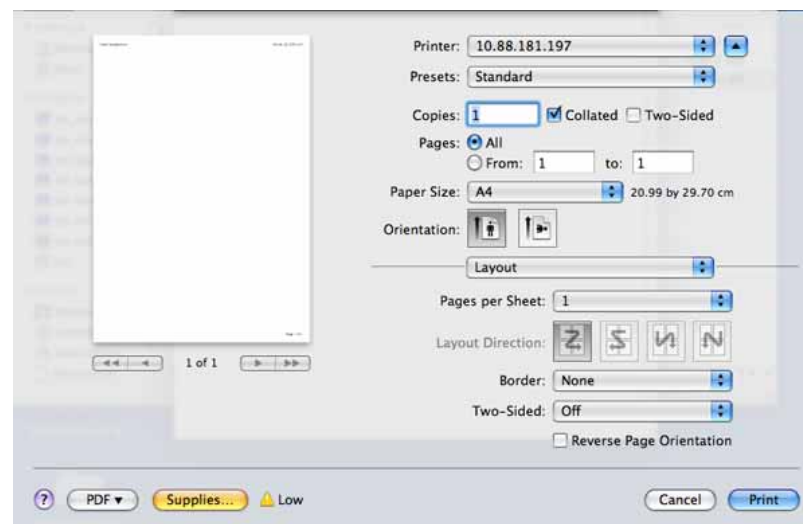 Printer: 10.88.181.197
Presets: Standard
Copies: 1 Collated Two-Sided
Pages: All
From: 1 to: 1
Paper Size: A4 20.99 by 29.70 cm
Orientation:
Layout
Pages per Sheet: 1
Layout Direction:
Border: None
Two-Sided: Off
Reverse Page Orientation
1 of 1
? PDF Supplies... Low Cancel Print